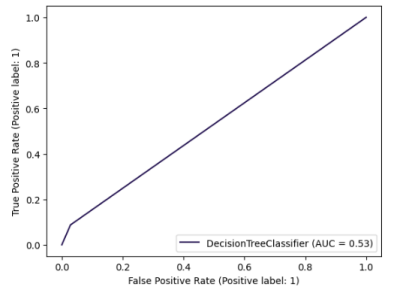 1.0
0.8
0.6
0.4
0.2
0.0
True Positive Rate (Positive label: 1)
DecisionTreeClassifier (AUC = 0.53)
0.0 0.2 0.4 0.6 0.8 1.0
False Positive Rate (Positive label: 1)